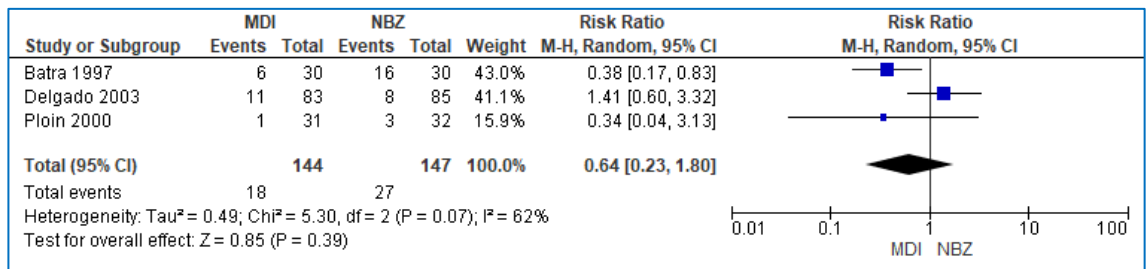 MDI NBZ Risk Ratio Risk Ratio
Study or Subgroup Events Total Events Total Weight M-H, Random, 95% CI M-H, Random, 95% CI
Batra 1997 6 30 16 30 43.0% 0.38 [0.17, 0.83]
Delgado 2003 11 83 8 85 41.1% 1.41 [0.60, 3.32]
Ploin 2000 1 31 3 32 15.9% 0.34 [0.04, 3.13]
Total (95% CI) 144 147 100.0% 0.64 [0.23, 1.80]
Total events 18 27
Heterogeneity: Tau² = 0.49; Chi² = 5.30, df = 2 (P = 0.07); I² = 62%
Test for overall effect: Z = 0.85 (P = 0.39)
0.01 0.1 1 10 100
MDI NBZ